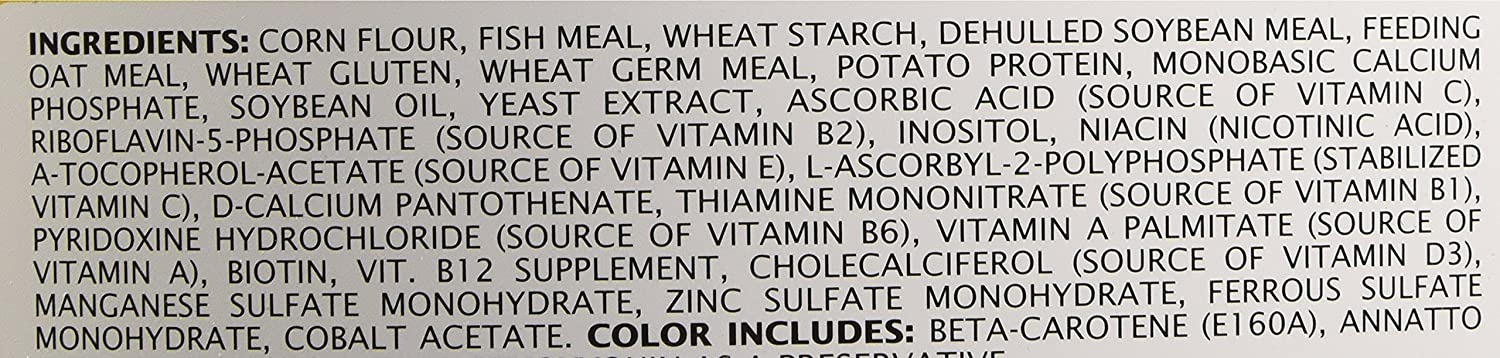 INGREDIENTS: CORN FLOUR, FISH MEAL, WHEAT STARCH, DEHULLED SOYBEAN MEAL, FEEDING
OAT MEAL, WHEAT GLUTEN, WHEAT GERM MEAL, POTATO PROTEIN, MONOBASIC CALCIUM
PHOSPHATE, SOYBEAN OIL, YEAST EXTRACT, ASCORBIC ACID (SOURCE OF VITAMIN C),
RIBOFLAVIN-5-PHOSPHATE (SOURCE OF VITAMIN B2), INOSITOL, NIACIN (NICOTINIC ACID),
A-TOCOPHEROL-ACETATE (SOURCE OF VITAMIN E), L-ASCORBYL-2-POLYPHOSPHATE (STABILIZED
VITAMIN C), D-CALCIUM PANTOTHENATE, THIAMINE MONONITRATE (SOURCE OF VITAMIN B1),
PYRIDOXINE HYDROCHLORIDE (SOURCE OF VITAMIN B6), VITAMIN A PALMITATE (SOURCE OF
VITAMIN A), BIOTIN, VIT. B12 SUPPLEMENT, CHOLECALCIFEROL (SOURCE OF VITAMIN D3),
MANGANESE SULFATE MONOHYDRATE, ZINC SULFATE MONOHYDRATE, FERROUS SULFATE
MONOHYDRATE, COBALT ACETATE. COLOR INCLUDES: BETA-CAROTENE (E160A), ANNATTO
AS A PRESERVATIVE